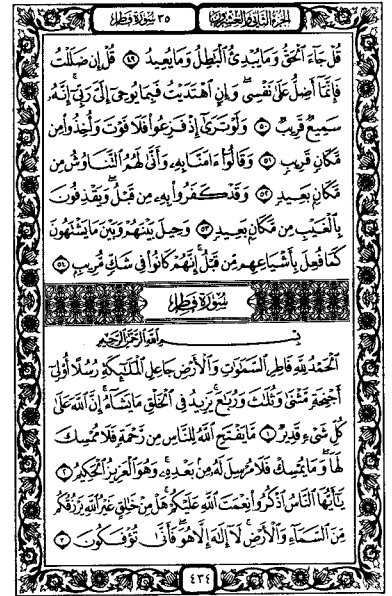 الجزء الثاني والعشرون
٣٥ سورة فاطر
قُلْ جَآءَ ٱلْحَقُّ وَمَا يُبْدِئُ ٱلْبَٰطِلُ وَمَا يُعِيدُ ٤٩ قُلْ إِن ضَلَلْتُ
فَإِنَّمَآ أَضِلُّ عَلَىٰ نَفْسِىۖ وَإِنِ ٱهْتَدَيْتُ فَبِمَا يُوحِىٓ إِلَىَّ رَبِّىٓۚ إِنَّهُۥ
سَمِيعٌ قَرِيبٌ ٥٠ وَلَوْ تَرَىٰٓ إِذْ فَزِعُوا۟ فَلَا فَوْتَ وَأُخِذُوا۟ مِن
مَّكَانٍ قَرِيبٍ ٥١ وَقَالُوٓا۟ ءَامَنَّا بِهِۦ وَأَنَّىٰ لَهُمُ ٱلتَّنَاوُشُ مِن
مَّكَانٍۭ بَعِيدٍ ٥٢ وَقَدْ كَفَرُوا۟ بِهِۦ مِن قَبْلُۖ وَيَقْذِفُونَ
بِٱلْغَيْبِ مِن مَّكَانٍۭ بَعِيدٍ ٥٣ وَحِيلَ بَيْنَهُمْ وَبَيْنَ مَا يَشْتَهُونَ
كَمَا فُعِلَ بِأَشْيَاعِهِم مِّن قَبْلُۚ إِنَّهُمْ كَانُوا۟ فِى شَكٍّ مُّرِيبٍۭ ٥٤
سورة فاطر
بِسْمِ ٱللَّهِ ٱلرَّحْمَٰنِ ٱلرَّحِيمِ
ٱلْحَمْدُ لِلَّهِ فَاطِرِ ٱلسَّمَٰوَٰتِ وَٱلْأَرْضِ جَاعِلِ ٱلْمَلَٰٓئِكَةِ رُسُلًا أُو۟لِىٓ
أَجْنِحَةٍ مَّثْنَىٰ وَثُلَٰثَ وَرُبَٰعَۚ يَزِيدُ فِى ٱلْخَلْقِ مَا يَشَآءُۚ إِنَّ ٱللَّهَ عَلَىٰ
كُلِّ شَىْءٍ قَدِيرٌ ١ مَّا يَفْتَحِ ٱللَّهُ لِلنَّاسِ مِن رَّحْمَةٍ فَلَا مُمْسِكَ
لَهَاۖ وَمَا يُمْسِكْ فَلَا مُرْسِلَ لَهُۥ مِنۢ بَعْدِهِۦۚ وَهُوَ ٱلْعَزِيزُ ٱلْحَكِيمُ ٢
يَٰٓأَيُّهَا ٱلنَّاسُ ٱذْكُرُوا۟ نِعْمَتَ ٱللَّهِ عَلَيْكُمْۚ هَلْ مِنْ خَٰلِقٍ غَيْرُ ٱللَّهِ يَرْزُقُكُم
مِّنَ ٱلسَّمَآءِ وَٱلْأَرْضِۚ لَآ إِلَٰهَ إِلَّا هُوَۖ فَأَنَّىٰ تُؤْفَكُونَ ٣
٤٣٤